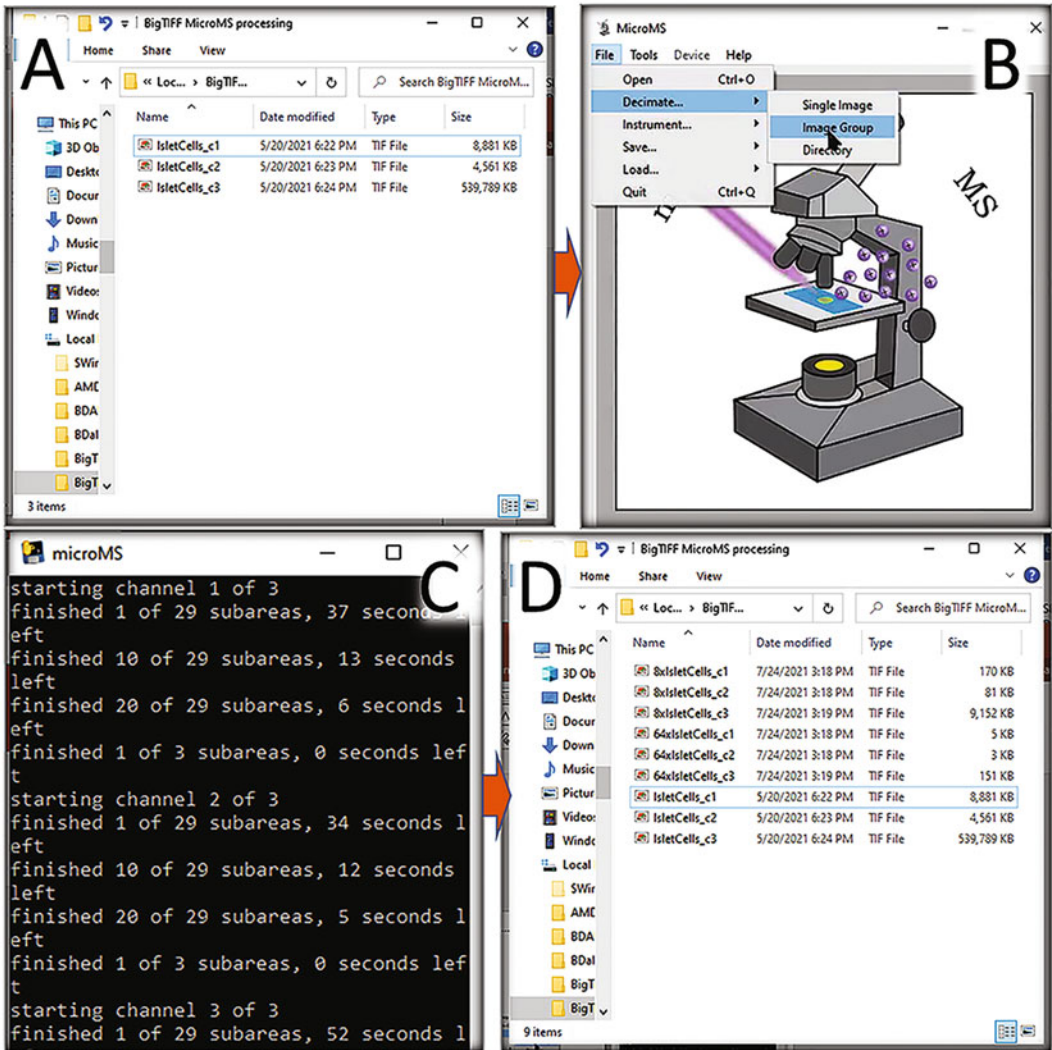 A
BigTIFF MicroMS processing
Home Share View
« Loc... > BigTIF...
Search BigTIFF MicroM...
Name Date modified Type Size
IsletCells_c1 5/20/2021 6:22 PM TIF File 8,881 KB
IsletCells_c2 5/20/2021 6:23 PM TIF File 4,561 KB
IsletCells_c3 5/20/2021 6:24 PM TIF File 539,789 KB
This PC
3D Ob
Deskto
Docur
Down
Music
Pictur
Videos
Windo
Local
SWir
AMD
BDA
BDal
BigT
BigT
3 items
B
MicroMS
File Tools Device Help
Open Ctrl+O
Decimate...
Instrument...
Save...
Load...
Quit Ctrl+Q
Single Image
Image Group
Directory
MS
C
microMS
starting channel 1 of 3
finished 1 of 29 subareas, 37 seconds l
eft
finished 10 of 29 subareas, 13 seconds
left
finished 20 of 29 subareas, 6 seconds l
eft
finished 1 of 3 subareas, 0 seconds lef
t
starting channel 2 of 3
finished 1 of 29 subareas, 34 seconds l
eft
finished 10 of 29 subareas, 12 seconds
left
finished 20 of 29 subareas, 5 seconds l
eft
finished 1 of 3 subareas, 0 seconds lef
t
starting channel 3 of 3
finished 1 of 29 subareas, 52 seconds l
D
BigTIFF MicroMS processing
Home Share View
« Loc... > BigTIF...
Search BigTIFF MicroM...
Name Date modified Type Size
8xIsletCells_c1 7/24/2021 3:18 PM TIF File 170 KB
8xIsletCells_c2 7/24/2021 3:18 PM TIF File 81 KB
8xIsletCells_c3 7/24/2021 3:19 PM TIF File 9,152 KB
64xIsletCells_c1 7/24/2021 3:18 PM TIF File 5 KB
64xIsletCells_c2 7/24/2021 3:18 PM TIF File 3 KB
64xIsletCells_c3 7/24/2021 3:19 PM TIF File 151 KB
IsletCells_c1 5/20/2021 6:22 PM TIF File 8,881 KB
IsletCells_c2 5/20/2021 6:23 PM TIF File 4,561 KB
IsletCells_c3 5/20/2021 6:24 PM TIF File 539,789 KB
This PC
3D Ob
Deskto
Docur
Down
Music
Pictur
Videos
Windo
Local
SWir
AMD
BDA
BDal
BigT
BigT
9 items